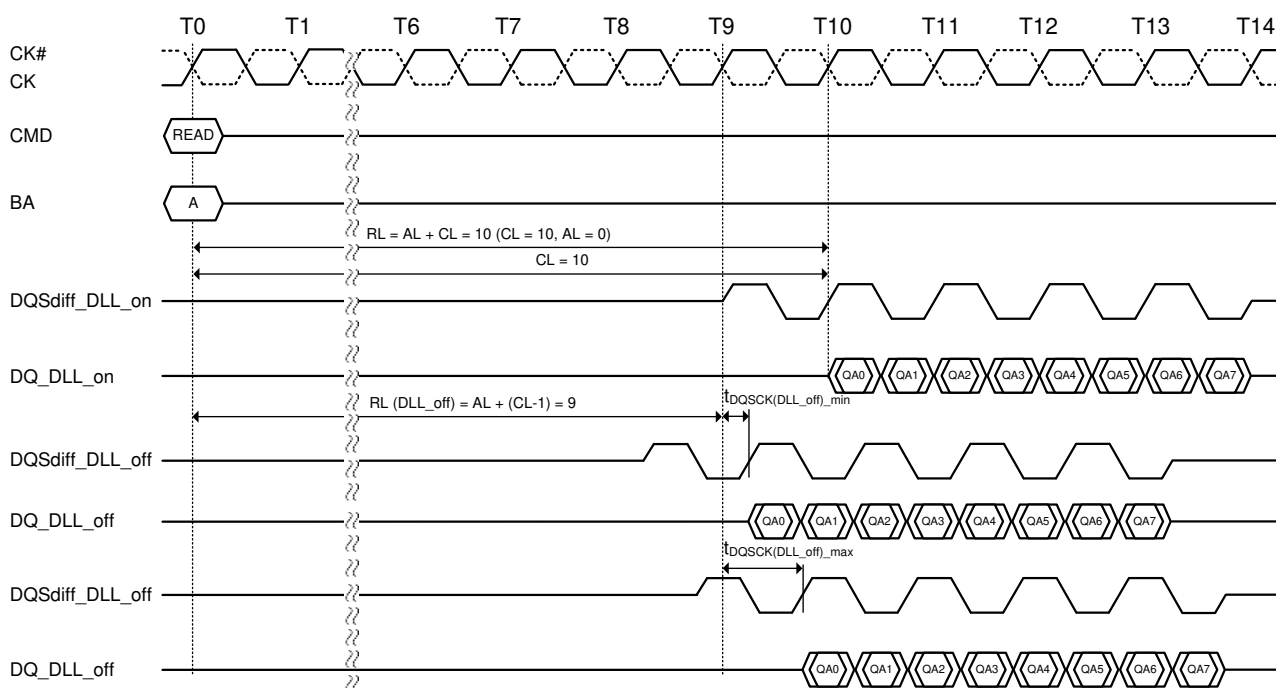 T0 T1 T6 T7 T8 T9 T10 T11 T12 T13 T14
CK#
CK
CMD READ
BA A
RL = AL + CL = 10 (CL = 10, AL = 0)
CL = 10
DQSdiff_DLL_on
DQ_DLL_on QA0 QA1 QA2 QA3 QA4 QA5 QA6 QA7
RL (DLL_off) = AL + (CL-1) = 9 tDQSCK(DLL_off)_min
DQSdiff_DLL_off
DQ_DLL_off QA0 QA1 QA2 QA3 QA4 QA5 QA6 QA7
tDQSCK(DLL_off)_max
DQSdiff_DLL_off
DQ_DLL_off QA0 QA1 QA2 QA3 QA4 QA5 QA6 QA7